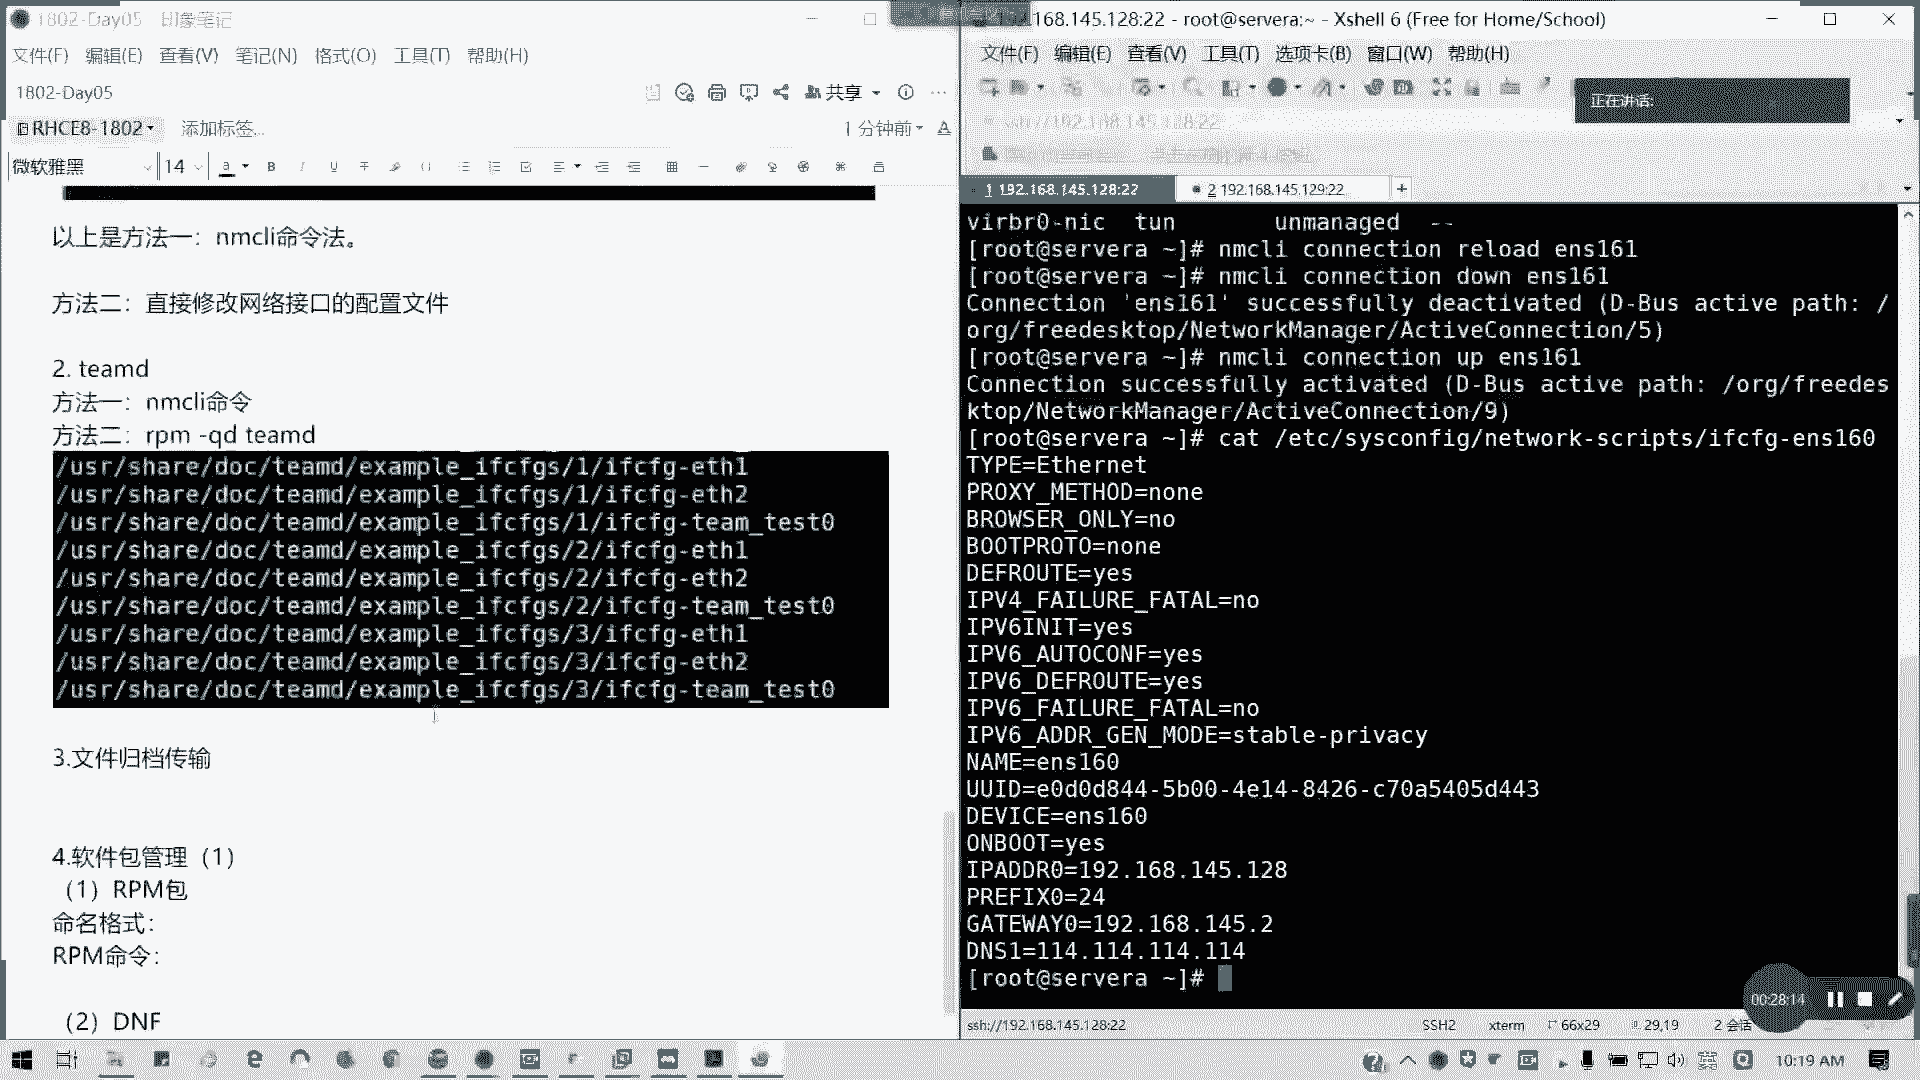 1802-Day05 印象笔记
文件(F) 编辑(E) 查看(V) 笔记(N) 格式(O) 工具(T) 帮助(H)
1802-Day05
共享
RHCE8-1802
添加标签...
1 分钟前
微软雅黑
14
以上是方法一：nmcli命令法。
方法二：直接修改网络接口的配置文件
2. teamd
方法一：nmcli命令
方法二：rpm -qd teamd
/usr/share/doc/teamd/example_ifcfgs/1/ifcfg-eth1
/usr/share/doc/teamd/example_ifcfgs/1/ifcfg-eth2
/usr/share/doc/teamd/example_ifcfgs/1/ifcfg-team_test0
/usr/share/doc/teamd/example_ifcfgs/2/ifcfg-eth1
/usr/share/doc/teamd/example_ifcfgs/2/ifcfg-eth2
/usr/share/doc/teamd/example_ifcfgs/2/ifcfg-team_test0
/usr/share/doc/teamd/example_ifcfgs/3/ifcfg-eth1
/usr/share/doc/teamd/example_ifcfgs/3/ifcfg-eth2
/usr/share/doc/teamd/example_ifcfgs/3/ifcfg-team_test0
3.文件归档传输
4.软件包管理（1）
（1）RPM包
命名格式：
RPM命令：
（2）DNF
192.168.145.128:22 - root@servera:~ - Xshell 6 (Free for Home/School)
文件(F) 编辑(E) 查看(V) 工具(T) 选项卡(B) 窗口(W) 帮助(H)
正在讲话:
ssh://192.168.145.128:22
1 192.168.145.128:22
2 192.168.145.129:22
virbr0-nic tun unmanaged --
[root@servera ~]# nmcli connection reload ens161
[root@servera ~]# nmcli connection down ens161
Connection 'ens161' successfully deactivated (D-Bus active path: /
org/freedesktop/NetworkManager/ActiveConnection/5)
[root@servera ~]# nmcli connection up ens161
Connection successfully activated (D-Bus active path: /org/freedes
ktop/NetworkManager/ActiveConnection/9)
[root@servera ~]# cat /etc/sysconfig/network-scripts/ifcfg-ens160
TYPE=Ethernet
PROXY_METHOD=none
BROWSER_ONLY=no
BOOTPROTO=none
DEFROUTE=yes
IPV4_FAILURE_FATAL=no
IPV6INIT=yes
IPV6_AUTOCONF=yes
IPV6_DEFROUTE=yes
IPV6_FAILURE_FATAL=no
IPV6_ADDR_GEN_MODE=stable-privacy
NAME=ens160
UUID=e0d0d844-5b00-4e14-8426-c70a5405d443
DEVICE=ens160
ONBOOT=yes
IPADDR0=192.168.145.128
PREFIX0=24
GATEWAY0=192.168.145.2
DNS1=114.114.114.114
[root@servera ~]#
00:28:14
ssh://192.168.145.128:22
SSH2
xterm
66x29
29,19
2 会话
英
10:19 AM